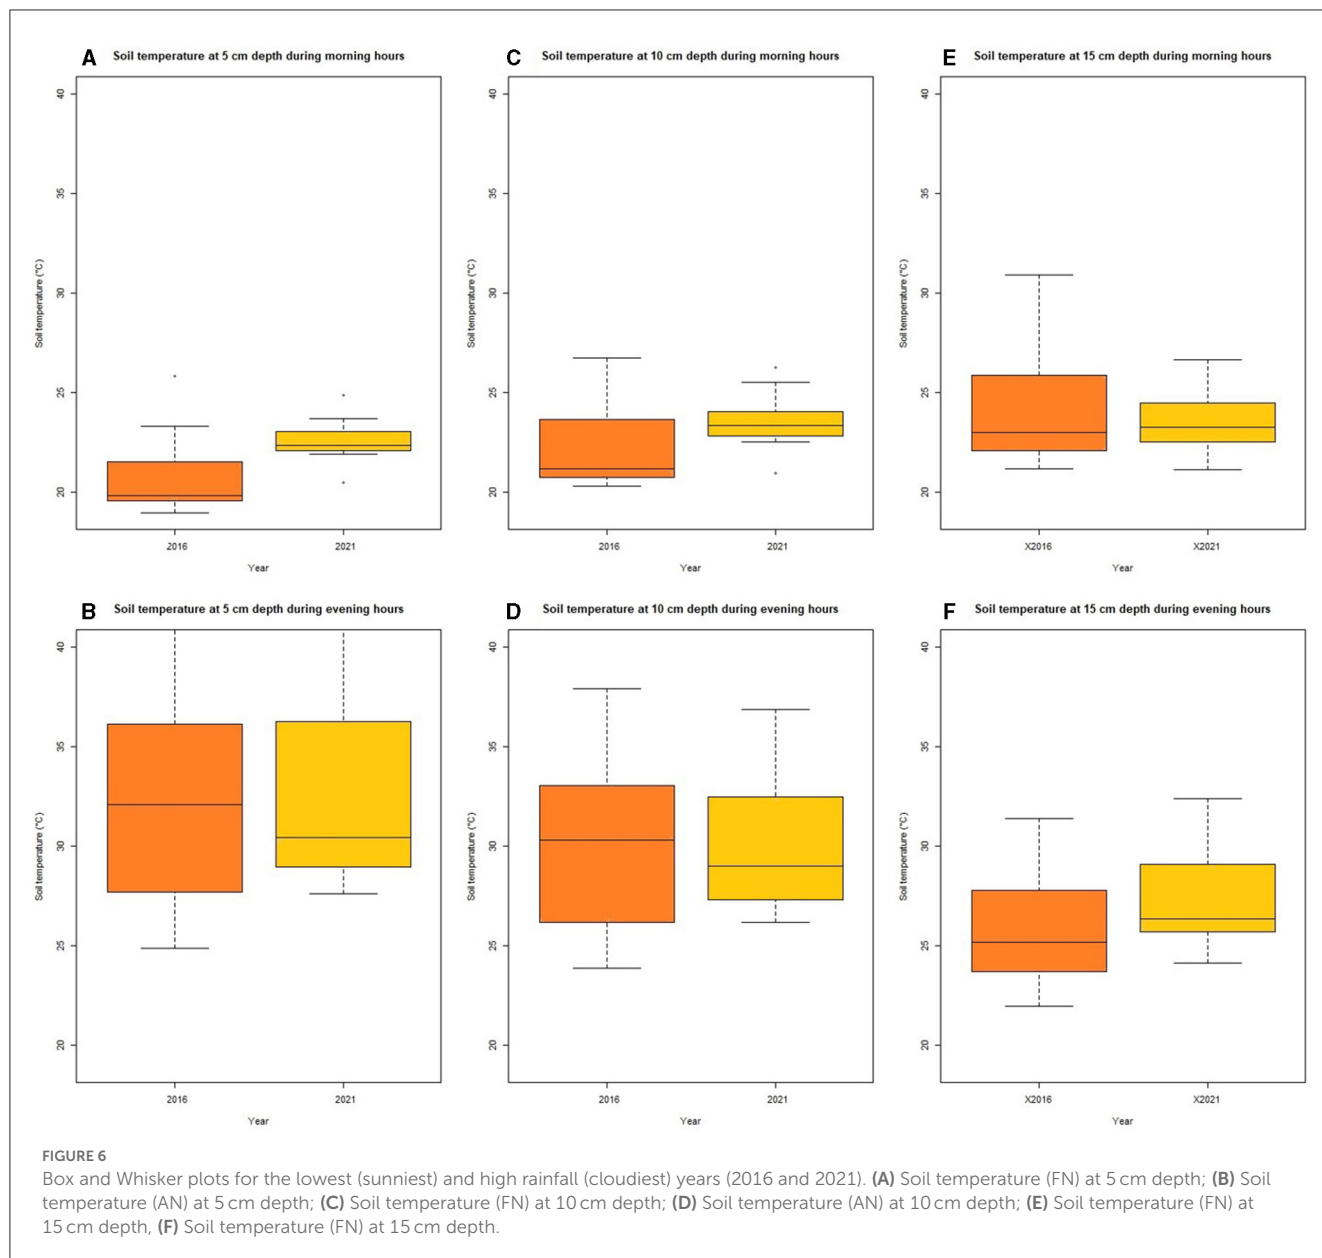 A Soil temperature at 5 cm depth during morning hours
40
35
30
25
20
Soil temperature (°C)
2016 2021
Year
C Soil temperature at 10 cm depth during morning hours
40
35
30
25
20
Soil temperature (°C)
2016 2021
Year
E Soil temperature at 15 cm depth during morning hours
40
35
30
25
20
Soil temperature (°C)
X2016 X2021
Year
B Soil temperature at 5 cm depth during evening hours
40
35
30
25
20
Soil temperature (°C)
2016 2021
Year
D Soil temperature at 10 cm depth during evening hours
40
35
30
25
20
Soil temperature (°C)
2016 2021
Year
F Soil temperature at 15 cm depth during evening hours
40
35
30
25
20
Soil temperature (°C)
X2016 X2021
Year
FIGURE 6
Box and Whisker plots for the lowest (sunniest) and high rainfall (cloudiest) years (2016 and 2021). (A) Soil temperature (FN) at 5 cm depth; (B) Soil
temperature (AN) at 5 cm depth; (C) Soil temperature (FN) at 10 cm depth; (D) Soil temperature (AN) at 10 cm depth; (E) Soil temperature (FN) at
15 cm depth, (F) Soil temperature (FN) at 15 cm depth.